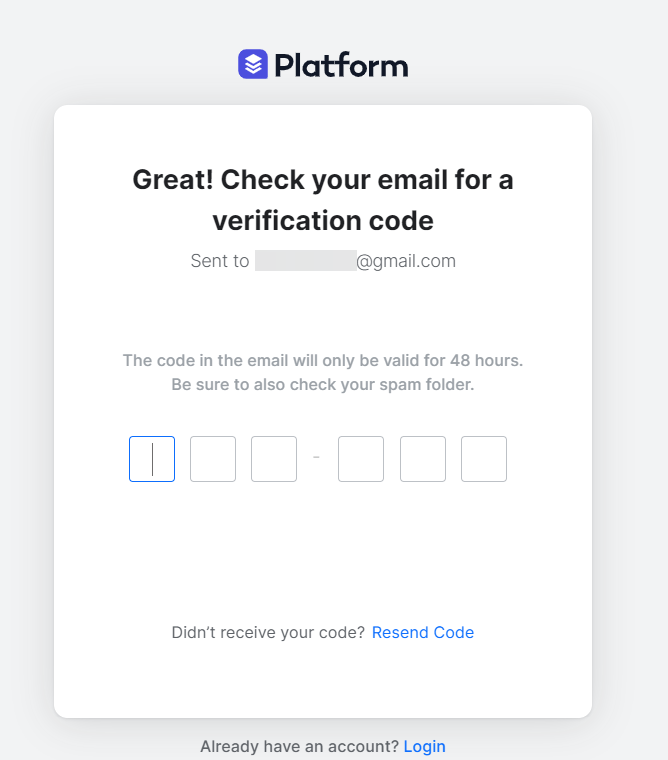 Platform
Great! Check your email for a
verification code
Sent to @gmail.com
The code in the email will only be valid for 48 hours.
Be sure to also check your spam folder.
-
Didn’t receive your code? Resend Code
Already have an account? Login